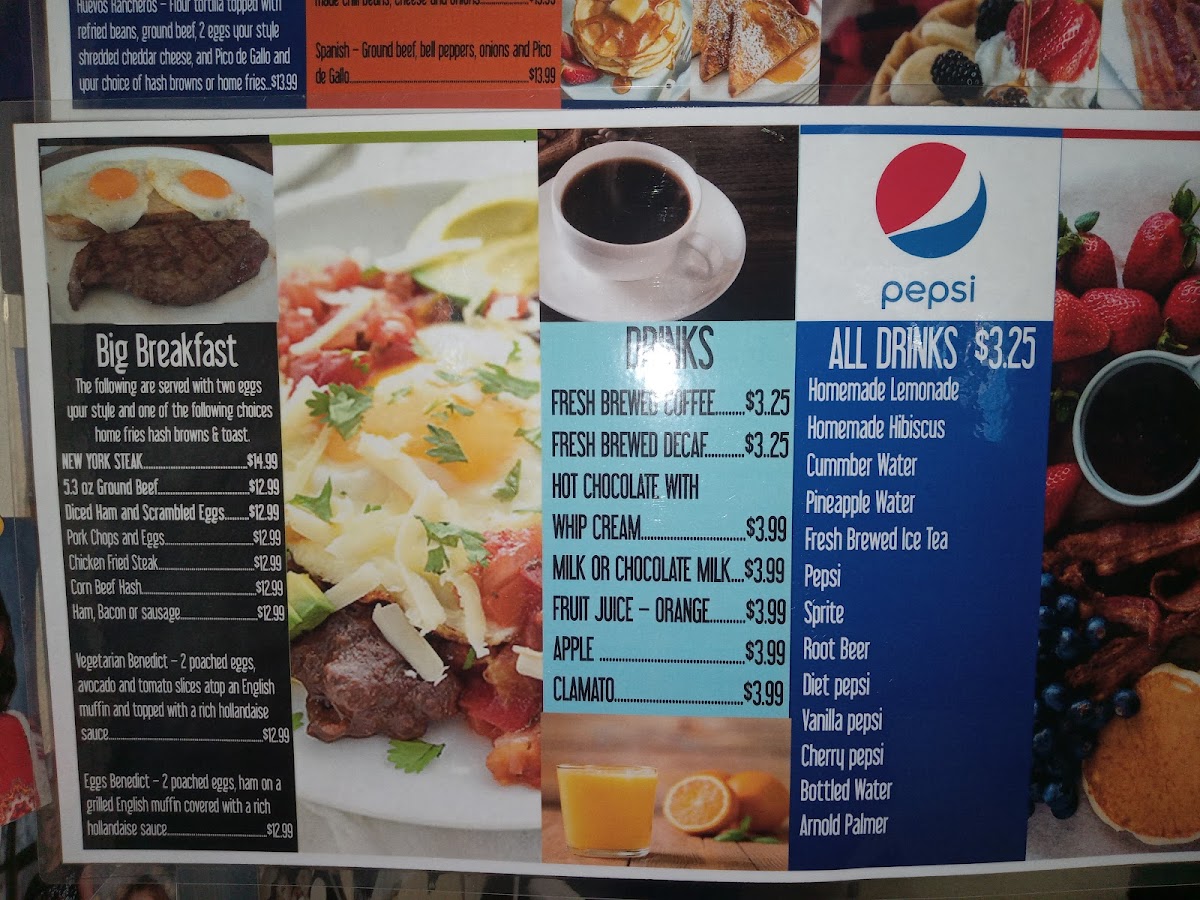 Huevos Rancheros – Flour tortilla topped with
refried beans, ground beef, 2 eggs your style
shredded cheddar cheese, and Pico de Gallo and
your choice of hash browns or home fries...$13.99
made chili beans, cheese and onions....................$13.99
Spanish – Ground beef, bell peppers, onions and Pico
de Gallo..........................................................$13.99
Big Breakfast
The following are served with two eggs
your style and one of the following choices
home fries hash browns & toast.
NEW YORK STEAK..............................$14.99
5.3 oz Ground Beef..........................$12.99
Diced Ham and Scrambled Eggs........$12.99
Pork Chops and Eggs.........................$12.99
Chicken Fried Steak...........................$12.99
Corn Beef Hash..................................$12.99
Ham, Bacon or sausage......................$12.99
Vegetarian Benedict – 2 poached eggs,
avocado and tomato slices atop an English
muffin and topped with a rich hollandaise
sauce..............................................$12.99
Eggs Benedict – 2 poached eggs, ham on a
grilled English muffin covered with a rich
hollandaise sauce..............................$12.99
DRINKS
FRESH BREWED COFFEE........$3..25
FRESH BREWED DECAF..........$3..25
HOT CHOCOLATE WITH
WHIP CREAM..........................$3.99
MILK OR CHOCOLATE MILK....$3.99
FRUIT JUICE – ORANGE.........$3.99
APPLE ....................................$3.99
CLAMATO................................$3.99
pepsi
ALL DRINKS $3.25
Homemade Lemonade
Homemade Hibiscus
Cummber Water
Pineapple Water
Fresh Brewed Ice Tea
Pepsi
Sprite
Root Beer
Diet pepsi
Vanilla pepsi
Cherry pepsi
Bottled Water
Arnold Palmer